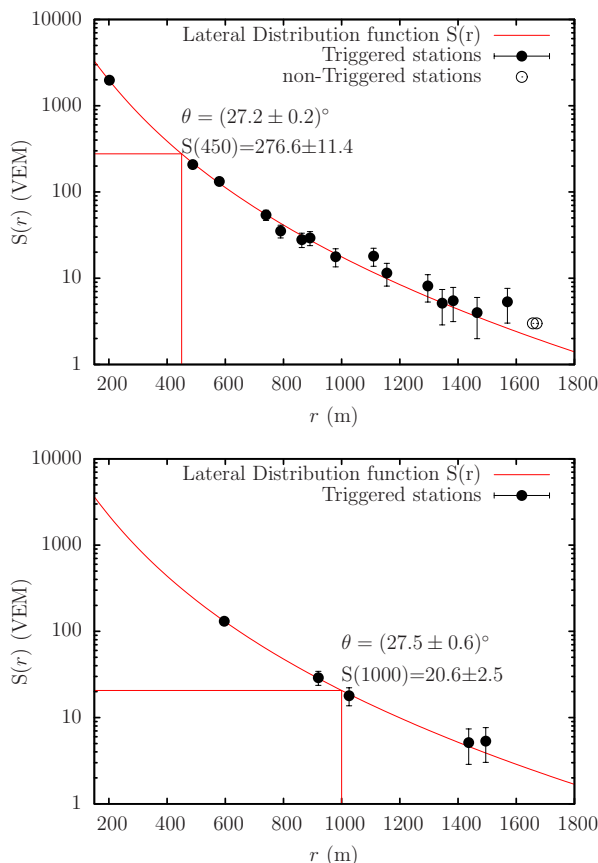 Lateral Distribution function S(r)
Triggered stations
non-Triggered stations
θ = (27.2 ± 0.2)°
S(450)=276.6±11.4
S(r) (VEM)
10000
1000
100
10
1
200 400 600 800 1000 1200 1400 1600 1800
r (m)
Lateral Distribution function S(r)
Triggered stations
θ = (27.5 ± 0.6)°
S(1000)=20.6±2.5
S(r) (VEM)
10000
1000
100
10
1
200 400 600 800 1000 1200 1400 1600 1800
r (m)